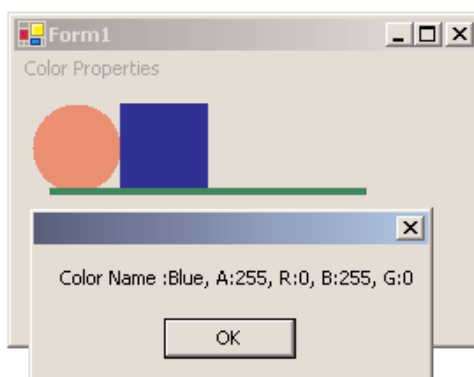 Form1
Color Properties
Color Name :Blue, A:255, R:0, B:255, G:0
OK